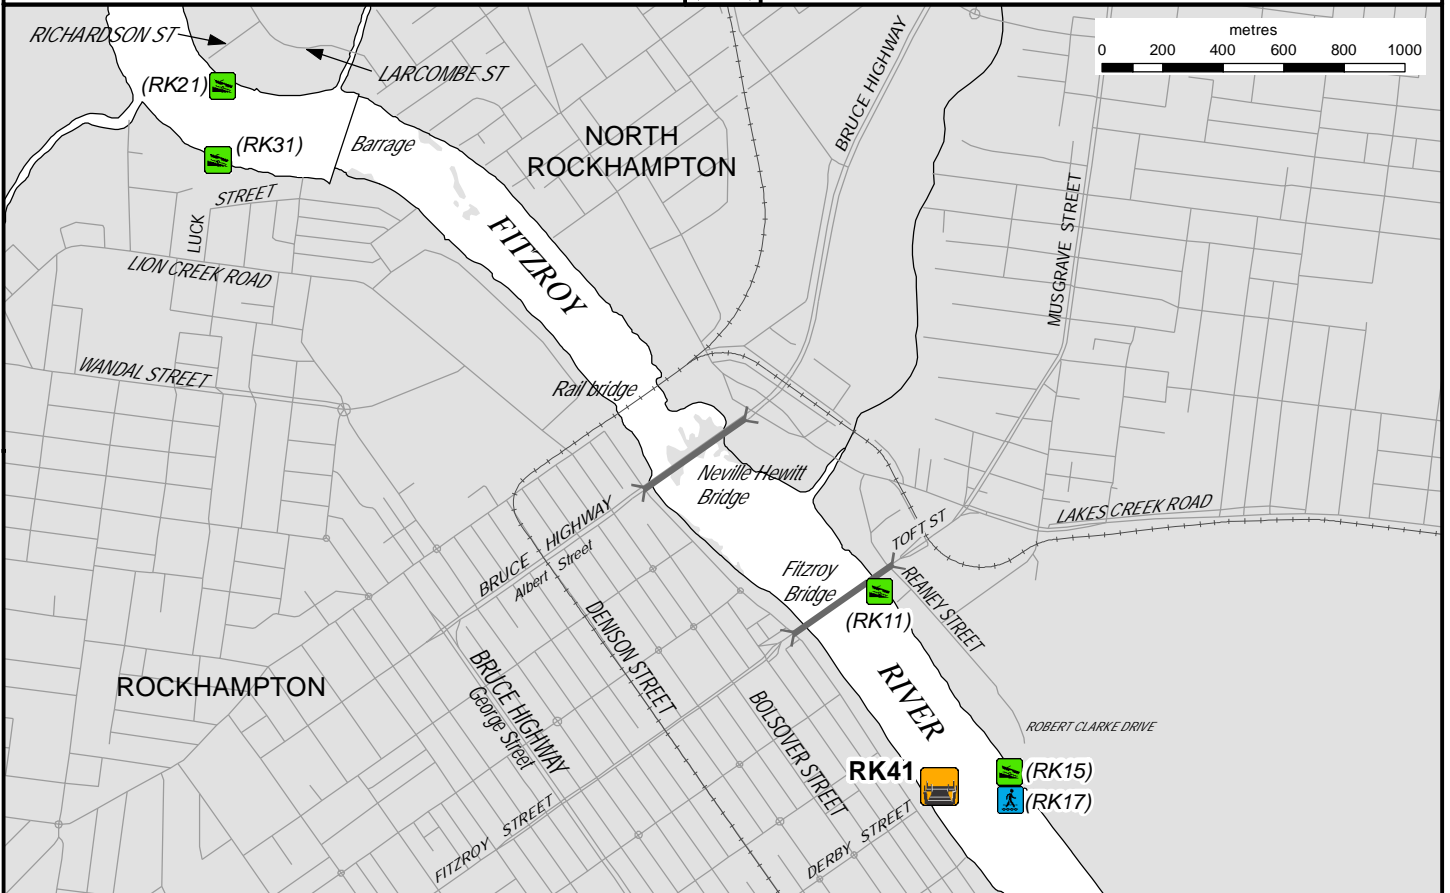 RICHARDSON ST
LARCOMBE ST
(RK21)
(RK31)
Barrage
NORTH
ROCKHAMPTON
BRUCE HIGHWAY
metres
0 200 400 600 800 1000
STREET
LUCK
LION CREEK ROAD
FITZROY
MUSGRAVE STREET
WANDAL STREET
Rail bridge
Neville Hewitt
Bridge
LAKES CREEK ROAD
TOFT ST
BRUCE HIGHWAY
Albert Street
Fitzroy
Bridge
(RK11)
REANEY STREET
DENISON STREET
ROCKHAMPTON
BRUCE HIGHWAY
George Street
BOLSOVER STREET
RIVER
ROBERT CLARKE DRIVE
RK41
(RK15)
(RK17)
FITZROY STREET
DERBY STREET